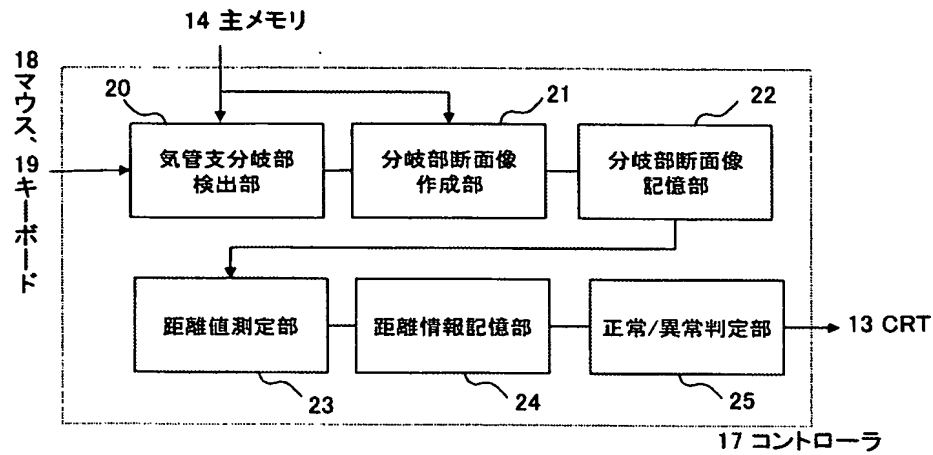 14 主メモリ
18 マウス、
19 キーボード
20
21
22
気管支分岐部
検出部
分岐部断面像
作成部
分岐部断面像
記憶部
距離値測定部
距離情報記憶部
正常/異常判定部
13 CRT
23
24
25
17 コントローラ